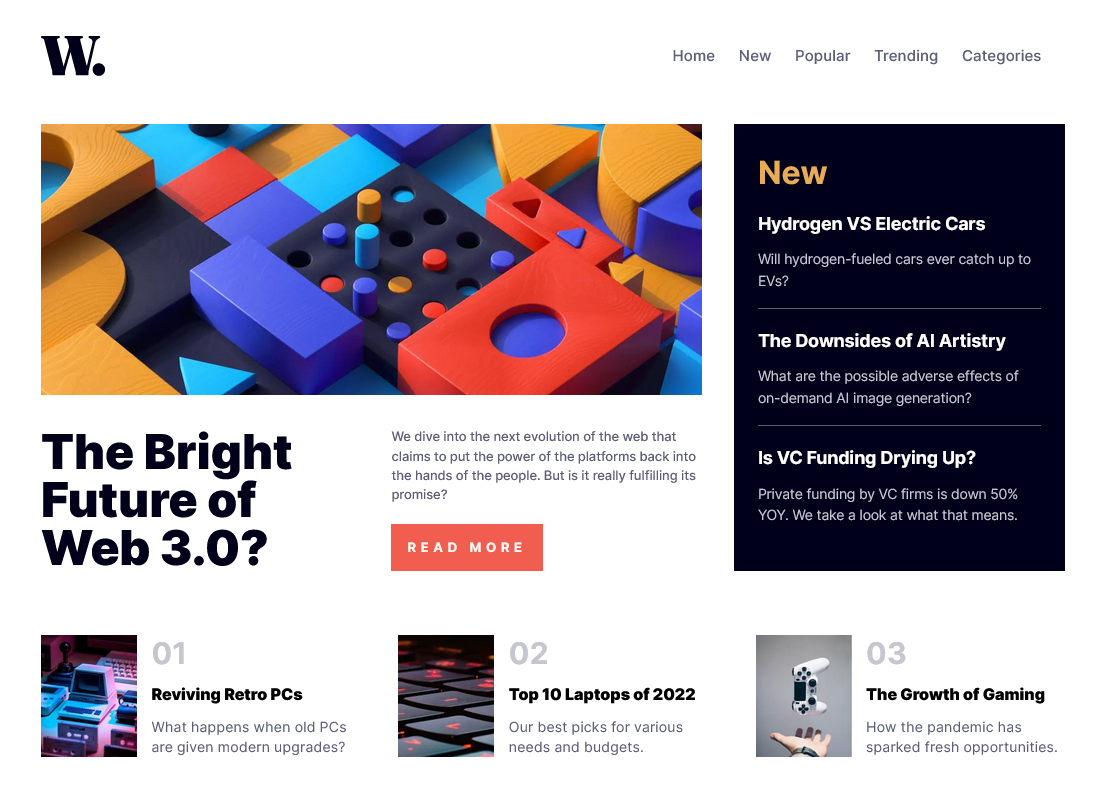 W.
Home New Popular Trending Categories
The Bright
Future of
Web 3.0?
We dive into the next evolution of the web that
claims to put the power of the platforms back into
the hands of the people. But is it really fulfilling its
promise?
READ MORE
New
Hydrogen VS Electric Cars
Will hydrogen-fueled cars ever catch up to
EVs?
The Downsides of AI Artistry
What are the possible adverse effects of
on-demand AI image generation?
Is VC Funding Drying Up?
Private funding by VC firms is down 50%
YOY. We take a look at what that means.
01
Reviving Retro PCs
What happens when old PCs
are given modern upgrades?
02
Top 10 Laptops of 2022
Our best picks for various
needs and budgets.
03
The Growth of Gaming
How the pandemic has
sparked fresh opportunities.